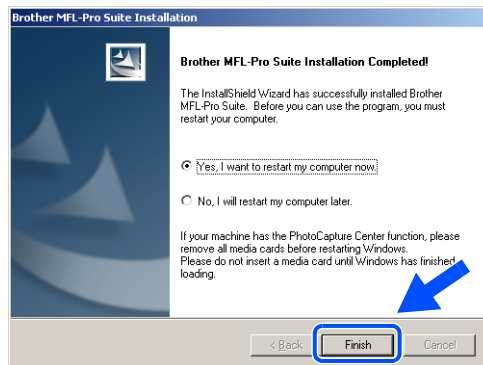 Brother MFL-Pro Suite Installation
Brother MFL-Pro Suite Installation Completed!
The InstallShield Wizard has successfully installed Brother
MFL-Pro Suite. Before you can use the program, you must
restart your computer.
Yes, I want to restart my computer now.
No, I will restart my computer later.
If your machine has the PhotoCapture Center function, please
remove all media cards before restarting Windows.
Please do not insert a media card until Windows has finished
loading.
< Back Finish Cancel